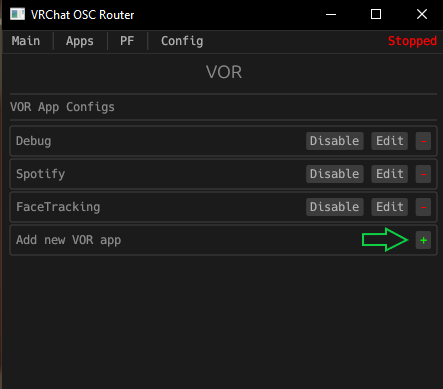 VRChat OSC Router
Main Apps PF Config Stopped
VOR
VOR App Configs
Debug Disable Edit -
Spotify Disable Edit -
FaceTracking Disable Edit -
Add new VOR app +